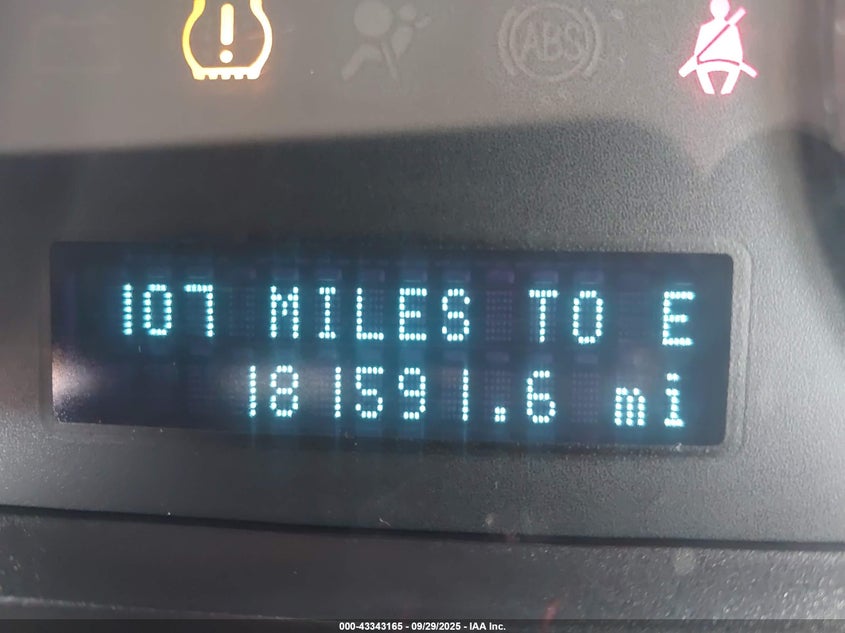 ABS
107 MILES TO E
181591.6 mi
000-43343165 - 09/29/2025 - IAA Inc.